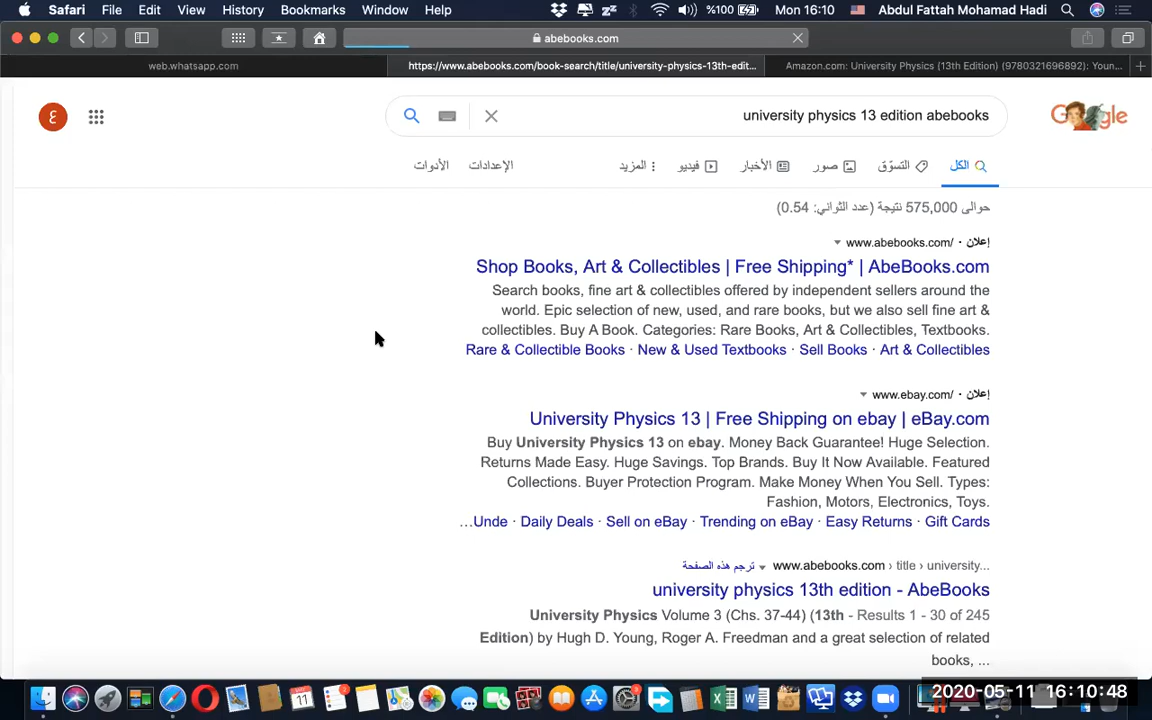 Safari File Edit View History Bookmarks Window Help %100 Mon 16:10 Abdul Fattah Mohamad Hadi
abebooks.com
web.whatsapp.com
https://www.abebooks.com/book-search/title/university-physics-13th-edit...
Amazon.com: University Physics (13th Edition) (9780321696892): Youn...
ع
university physics 13 edition abebooks
Google
الكل التسوّق صور الأخبار فيديو المزيد الإعدادات الأدوات
حوالى 575,000 نتيجة (عدد الثواني: 0.54)
إعلان · www.abebooks.com/
Shop Books, Art & Collectibles | Free Shipping* | AbeBooks.com
Search books, fine art & collectibles offered by independent sellers around the
world. Epic selection of new, used, and rare books, but we also sell fine art &
collectibles. Buy A Book. Categories: Rare Books, Art & Collectibles, Textbooks.
Rare & Collectible Books · New & Used Textbooks · Sell Books · Art & Collectibles
إعلان · www.ebay.com/
University Physics 13 | Free Shipping on ebay | eBay.com
Buy University Physics 13 on ebay. Money Back Guarantee! Huge Selection.
Returns Made Easy. Huge Savings. Top Brands. Buy It Now Available. Featured
Collections. Buyer Protection Program. Make Money When You Sell. Types:
Fashion, Motors, Electronics, Toys.
...Unde · Daily Deals · Sell on eBay · Trending on eBay · Easy Returns · Gift Cards
www.abebooks.com › title › university... ترجم هذه الصفحة
university physics 13th edition - AbeBooks
University Physics Volume 3 (Chs. 37-44) (13th - Results 1 - 30 of 245
Edition) by Hugh D. Young, Roger A. Freedman and a great selection of related
books, ...
2020-05-11 16:10:48